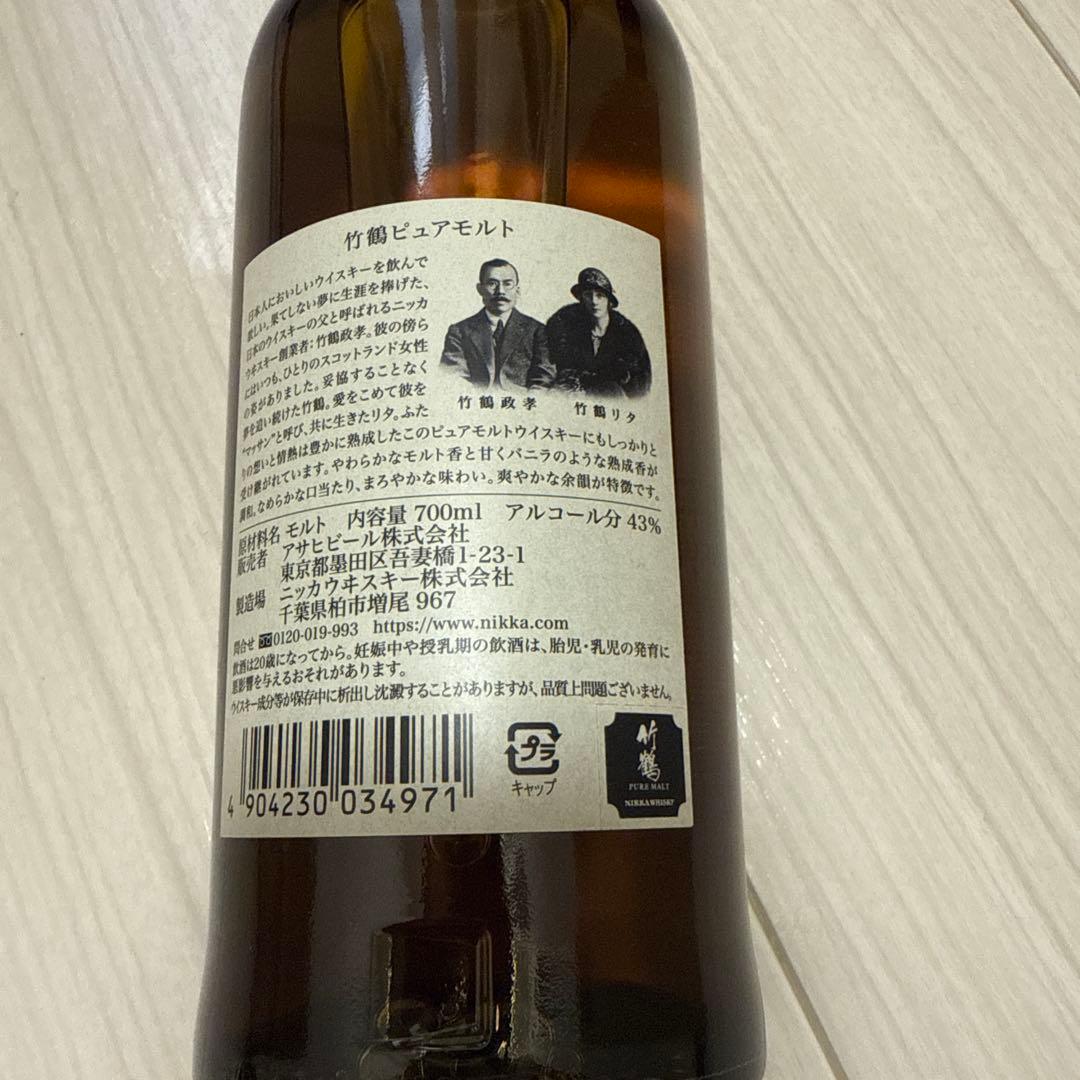 竹鶴ピュアモルト
日本人においしいウイスキーを飲んで
欲しい。果てしない夢に生涯を捧げた、
日本のウイスキーの父と呼ばれるニッカ
ウヰスキー創業者：竹鶴政孝。彼の傍ら
にはいつも、ひとりのスコットランド女性
の姿がありました。妥協することなく
夢を追い続けた竹鶴。愛をこめて彼を
"マッサン"と呼び、共に生きたリタ。ふた
りの想いと情熱は豊かに熟成したこのピュアモルトウイスキーにもしっかりと
受け継がれています。やわらかなモルト香と甘くバニラのような熟成香が
調和。なめらかな口当たり、まろやかな味わい。爽やかな余韻が特徴です。
竹鶴政孝 竹鶴リタ
原材料名 モルト 内容量 700ml アルコール分 43%
販売者 アサヒビール株式会社
東京都墨田区吾妻橋1-23-1
製造場 ニッカウヰスキー株式会社
千葉県柏市増尾 967
問合せ 0120-019-993 https://www.nikka.com
飲酒は20歳になってから。妊娠中や授乳期の飲酒は、胎児・乳児の発育に
悪影響を与えるおそれがあります。
ウイスキー成分等が保存中に析出し沈澱することがありますが、品質上問題ございません。
4 904230 034971
プラ
キャップ
竹鶴
PURE MALT
NIKKA WHISKY